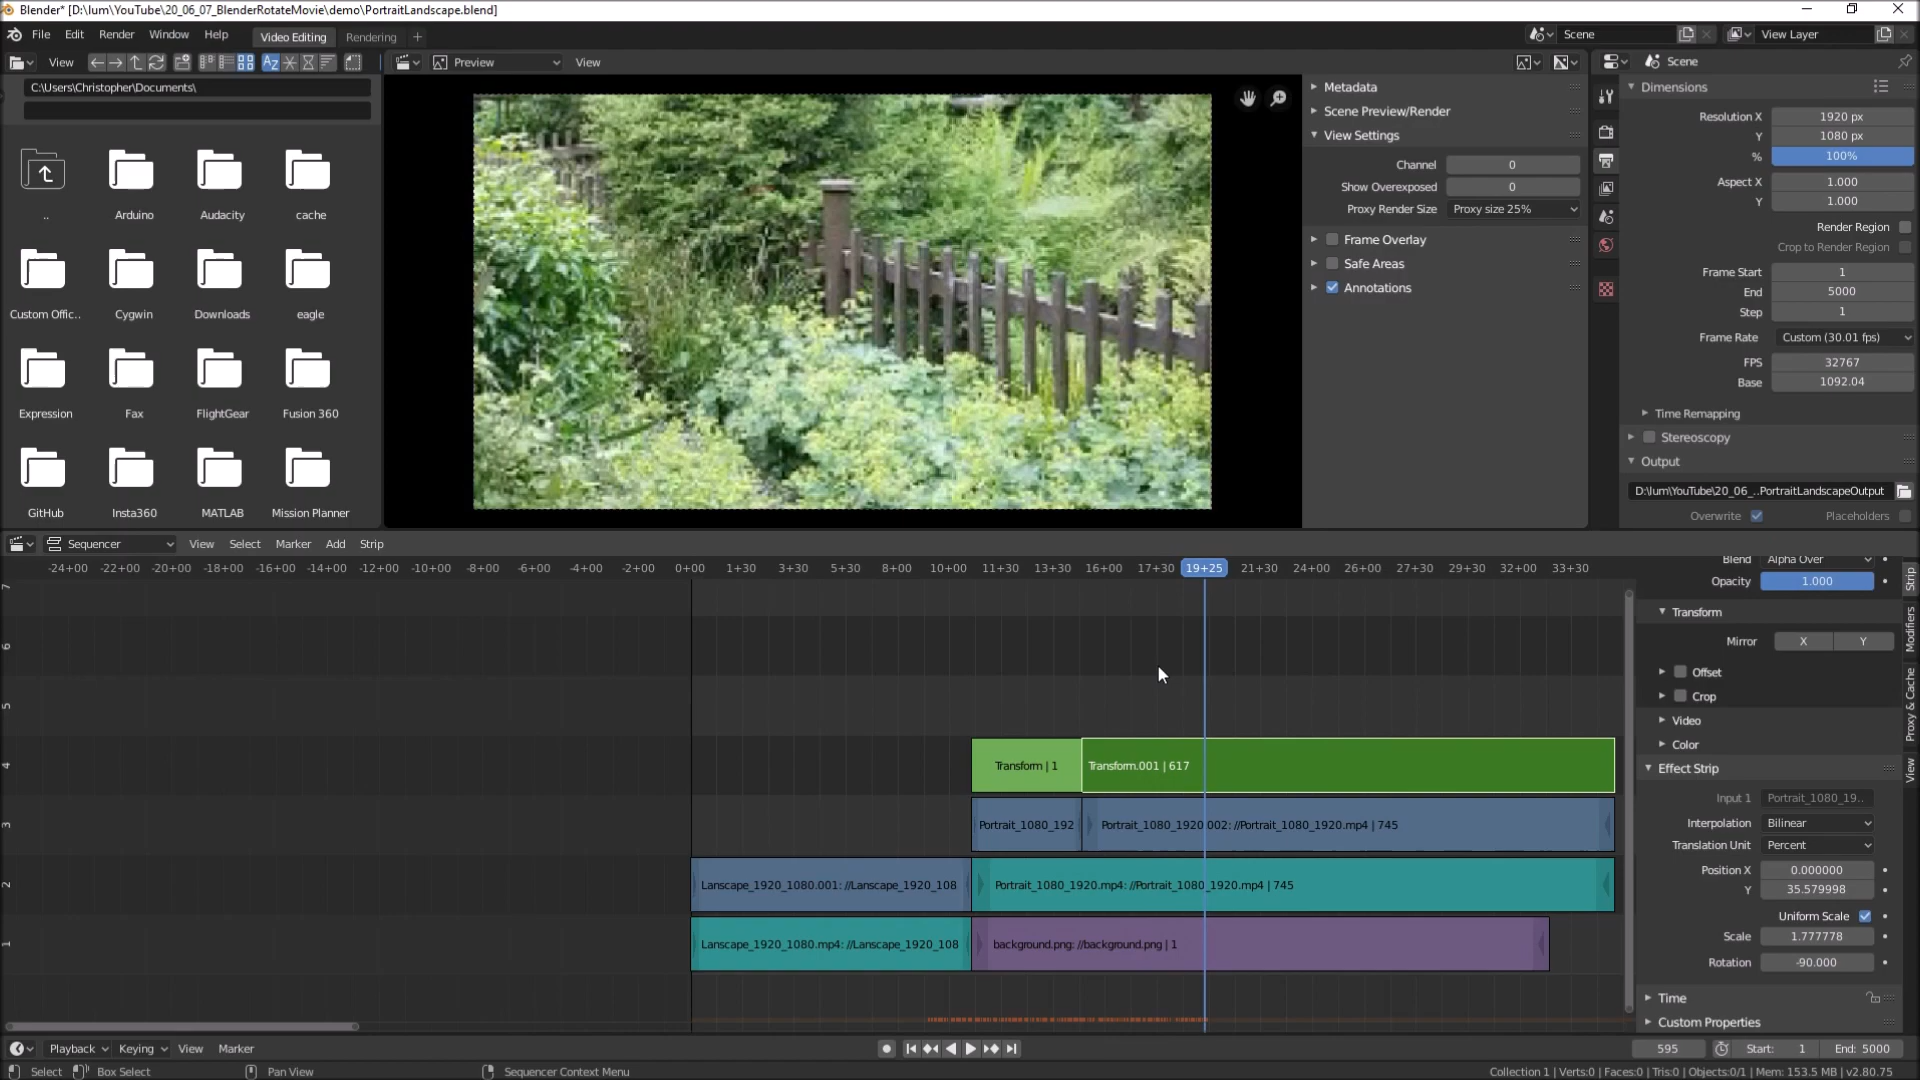 Blender* [D:\Ium\YouTube\20_06_07_BlenderRotateMovie\demo\PortraitLandscape.blend]
File Edit Render Window Help Video Editing Rendering + Scene View Layer
View Preview View Scene
C:\Users\Christopher\Documents\
.. Arduino Audacity cache
Custom Offic.. Cygwin Downloads eagle
Expression Fax FlightGear Fusion 360
GitHub Insta360 MATLAB Mission Planner
Metadata
Scene Preview/Render
View Settings
Channel 0
Show Overexposed 0
Proxy Render Size Proxy size 25%
Frame Overlay
Safe Areas
Annotations
Dimensions
Resolution X 1920 px
Y 1080 px
% 100%
Aspect X 1.000
Y 1.000
Render Region
Crop to Render Region
Frame Start 1
End 5000
Step 1
Frame Rate Custom (30.01 fps)
FPS 32767
Base 1092.04
Time Remapping
Stereoscopy
Output
D:\Ium\YouTube\20_06_..PortraitLandscapeOutput
Overwrite Placeholders
Sequencer View Select Marker Add Strip
-24+00 -22+00 -20+00 -18+00 -16+00 -14+00 -12+00 -10+00 -8+00 -6+00 -4+00 -2+00 0+00 1+30 3+30 5+30 8+00 10+00 11+30 13+30 16+00 17+30 19+25 21+30 24+00 26+00 27+30 29+30 32+00 33+30
7
6
5
4 Transform | 1 Transform.001 | 617
3 Portrait_1080_192 Portrait_1080_1920.002: //Portrait_1080_1920.mp4 | 745
2 Lanscape_1920_1080.001: //Lanscape_1920_108 Portrait_1080_1920.mp4: //Portrait_1080_1920.mp4 | 745
1 Lanscape_1920_1080.mp4: //Lanscape_1920_108 background.png: //background.png | 1
Blend Alpha Over
Opacity 1.000
Transform
Mirror X Y
Offset
Crop
Video
Color
Effect Strip
Input 1 Portrait_1080_19..
Interpolation Bilinear
Translation Unit Percent
Position X 0.000000
Y 35.579998
Uniform Scale
Scale 1.777778
Rotation -90.000
Time
Custom Properties
Strip
Modifiers
Proxy & Cache
View
Playback Keying View Marker 595 Start: 1 End: 5000
Select Box Select Pan View Sequencer Context Menu Collection 1 | Verts:0 | Faces:0 | Tris:0 | Objects:0/1 | Mem: 153.5 MB | v2.80.75